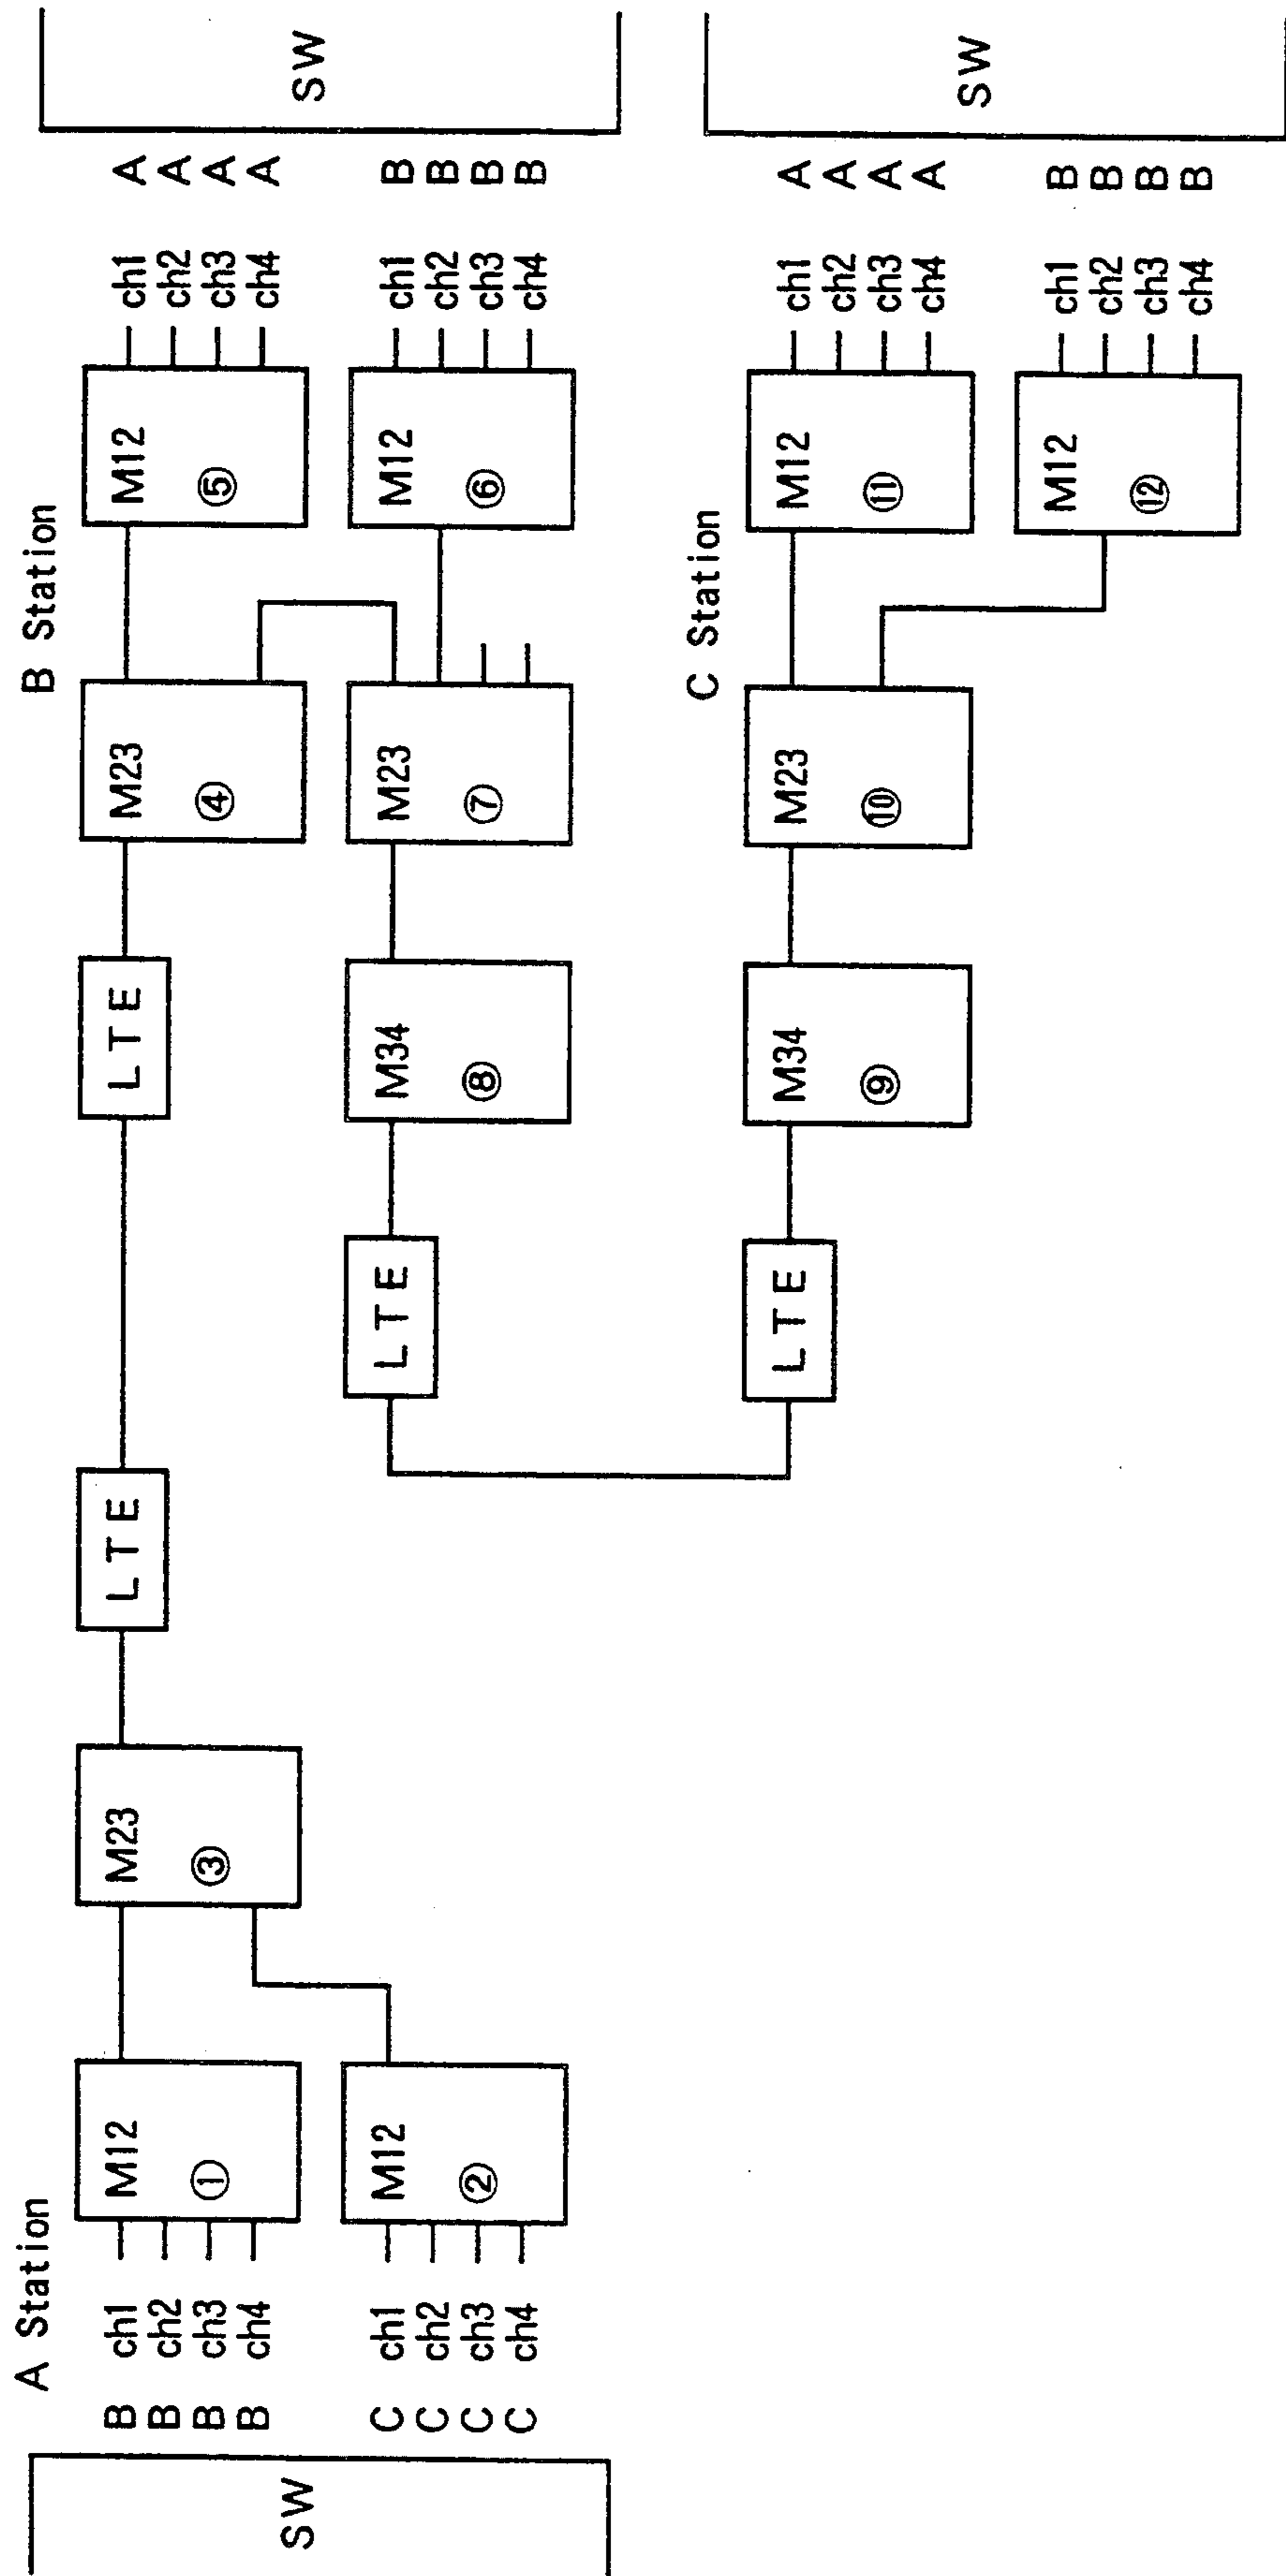 A Station
SW
B ch1
B ch2
B ch3
B ch4
M12
①
C ch1
C ch2
C ch3
C ch4
M12
②
M23
③
LTE
B Station
LTE
M23
④
M12
⑤
ch1 A
ch2 A
ch3 A
ch4 A
LTE
M34
⑧
M23
⑦
M12
⑥
ch1 B
ch2 B
ch3 B
ch4 B
SW
C Station
LTE
M34
⑨
M23
⑩
M12
⑪
ch1 A
ch2 A
ch3 A
ch4 A
M12
⑫
ch1 B
ch2 B
ch3 B
ch4 B
SW